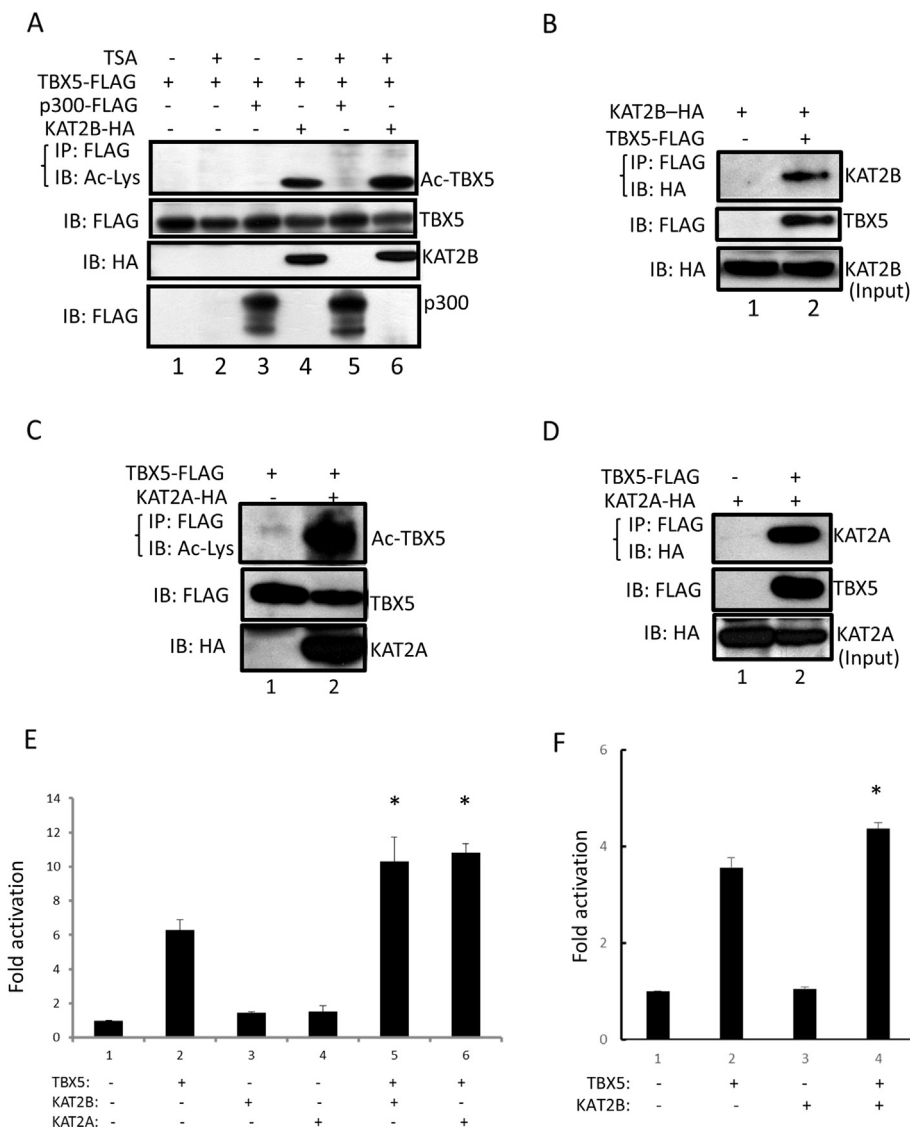 A
TSA - + - - + +
TBX5-FLAG + + + + + +
p300-FLAG - - + - + -
KAT2B-HA - - - + - +
IP: FLAG
IB: Ac-Lys
Ac-TBX5
IB: FLAG
TBX5
IB: HA
KAT2B
IB: FLAG
p300
1 2 3 4 5 6
B
KAT2B–HA + +
TBX5-FLAG - +
IP: FLAG
IB: HA
KAT2B
IB: FLAG
TBX5
IB: HA
KAT2B
(Input)
1 2
C
TBX5-FLAG + +
KAT2A-HA - +
IP: FLAG
IB: Ac-Lys
Ac-TBX5
IB: FLAG
TBX5
IB: HA
KAT2A
1 2
D
TBX5-FLAG - +
KAT2A-HA + +
IP: FLAG
IB: HA
KAT2A
IB: FLAG
TBX5
IB: HA
KAT2A
(Input)
1 2
E
Fold activation
14
12
10
8
6
4
2
0
* *
1 2 3 4 5 6
TBX5: - + - - + +
KAT2B: - - + - + -
KAT2A: - - - + - +
F
Fold activation
6
4
2
0
*
1 2 3 4
TBX5: - + - +
KAT2B: - - + +